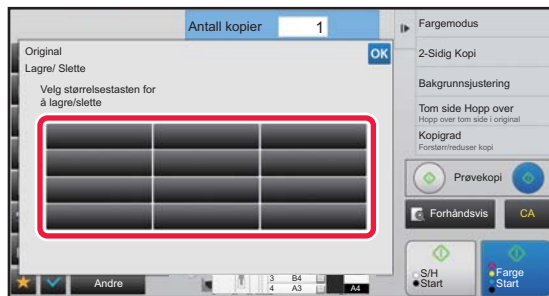 Antall kopier 1
Original
OK
Lagre/ Slette
Velg størrelsestasten for
å lagre/slette
Fargemodus
2-Sidig Kopi
Bakgrunnsjustering
Tom side Hopp over
Hopp over tom side i original
Kopigrad
Forstørr/reduser kopi
Prøvekopi
Forhåndsvis
CA
S/H
Start
Farge
Start
Andre
3 B4
4 A3
A4